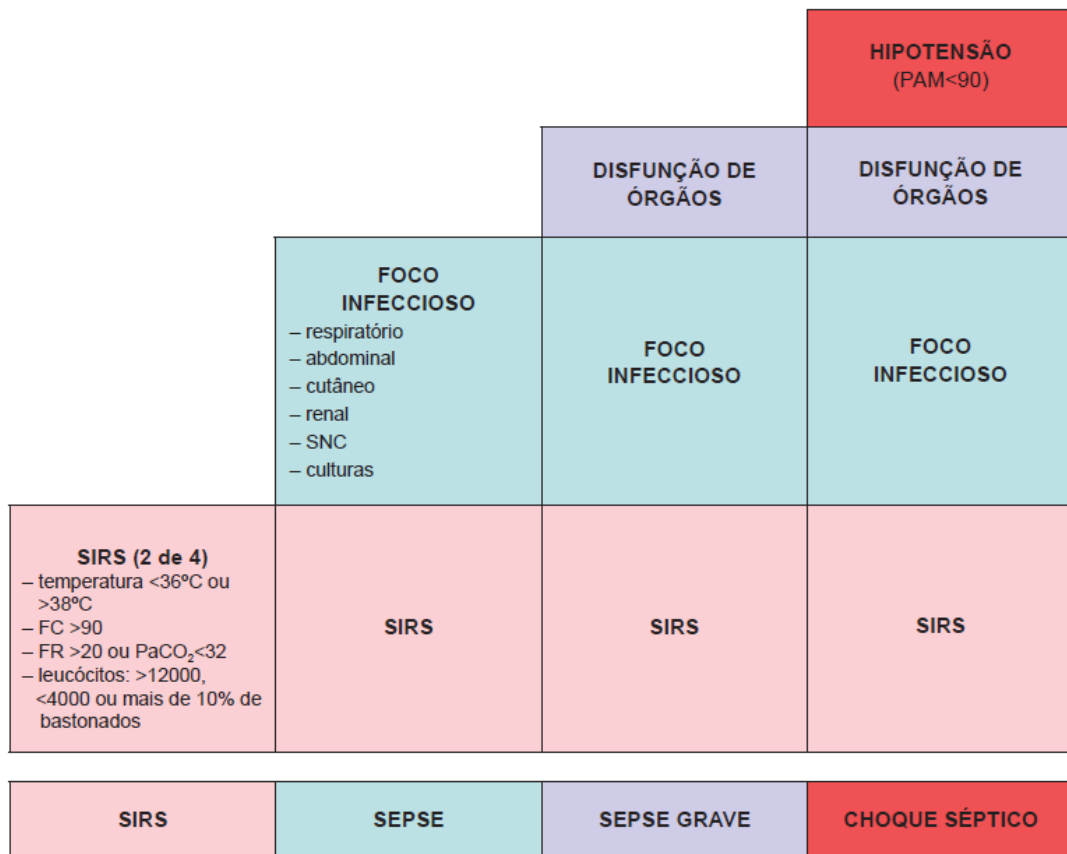 HIPOTENSÃO
(PAM<90)
DISFUNÇÃO DE
ÓRGÃOS
DISFUNÇÃO DE
ÓRGÃOS
FOCO
INFECCIOSO
– respiratório
– abdominal
– cutâneo
– renal
– SNC
– culturas
FOCO
INFECCIOSO
FOCO
INFECCIOSO
SIRS (2 de 4)
– temperatura <36ºC ou
>38ºC
– FC >90
– FR >20 ou PaCO₂<32
– leucócitos: >12000,
<4000 ou mais de 10% de
bastonados
SIRS
SIRS
SIRS
SIRS
SEPSE
SEPSE GRAVE
CHOQUE SÉPTICO